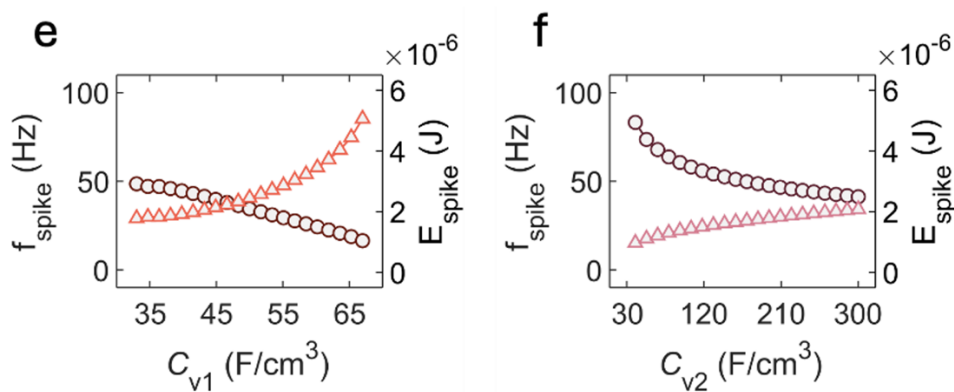 e
×10⁻⁶
100
50
0
f_spike (Hz)
6
4
2
0
E_spike (J)
35 45 55 65
C_v1 (F/cm³)
f
×10⁻⁶
100
50
0
f_spike (Hz)
6
4
2
0
E_spike (J)
30 120 210 300
C_v2 (F/cm³)